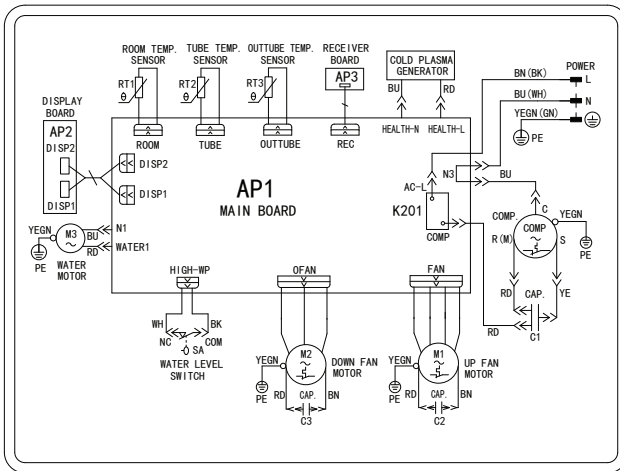 ROOM TEMP. SENSOR
TUBE TEMP. SENSOR
OUTTUBE TEMP. SENSOR
RECEIVER BOARD
COLD PLASMA GENERATOR
POWER
RT1
θ
RT2
θ
RT3
θ
AP3
BU
RD
BN(BK)
L
BU(WH)
N
YEGN(GN)
PE
DISPLAY BOARD
AP2
DISP2
DISP1
ROOM
TUBE
OUTTUBE
REC
HEALTH-N
HEALTH-L
DISP2
DISP1
AP1
MAIN BOARD
AC-L
K201
COMP
N3
BU
C
COMP.
COMP
R(M)
S
YEGN
PE
YEGN
M3
BU
RD
N1
WATER1
PE
WATER MOTOR
RD
CAP.
YE
C1
RD
HIGH-WP
WH
BK
NC
COM
SA
WATER LEVEL SWITCH
OFAN
YEGN
M2
DOWN FAN MOTOR
PE
RD
CAP.
BN
C3
FAN
YEGN
M1
UP FAN MOTOR
PE
RD
CAP.
BN
C2